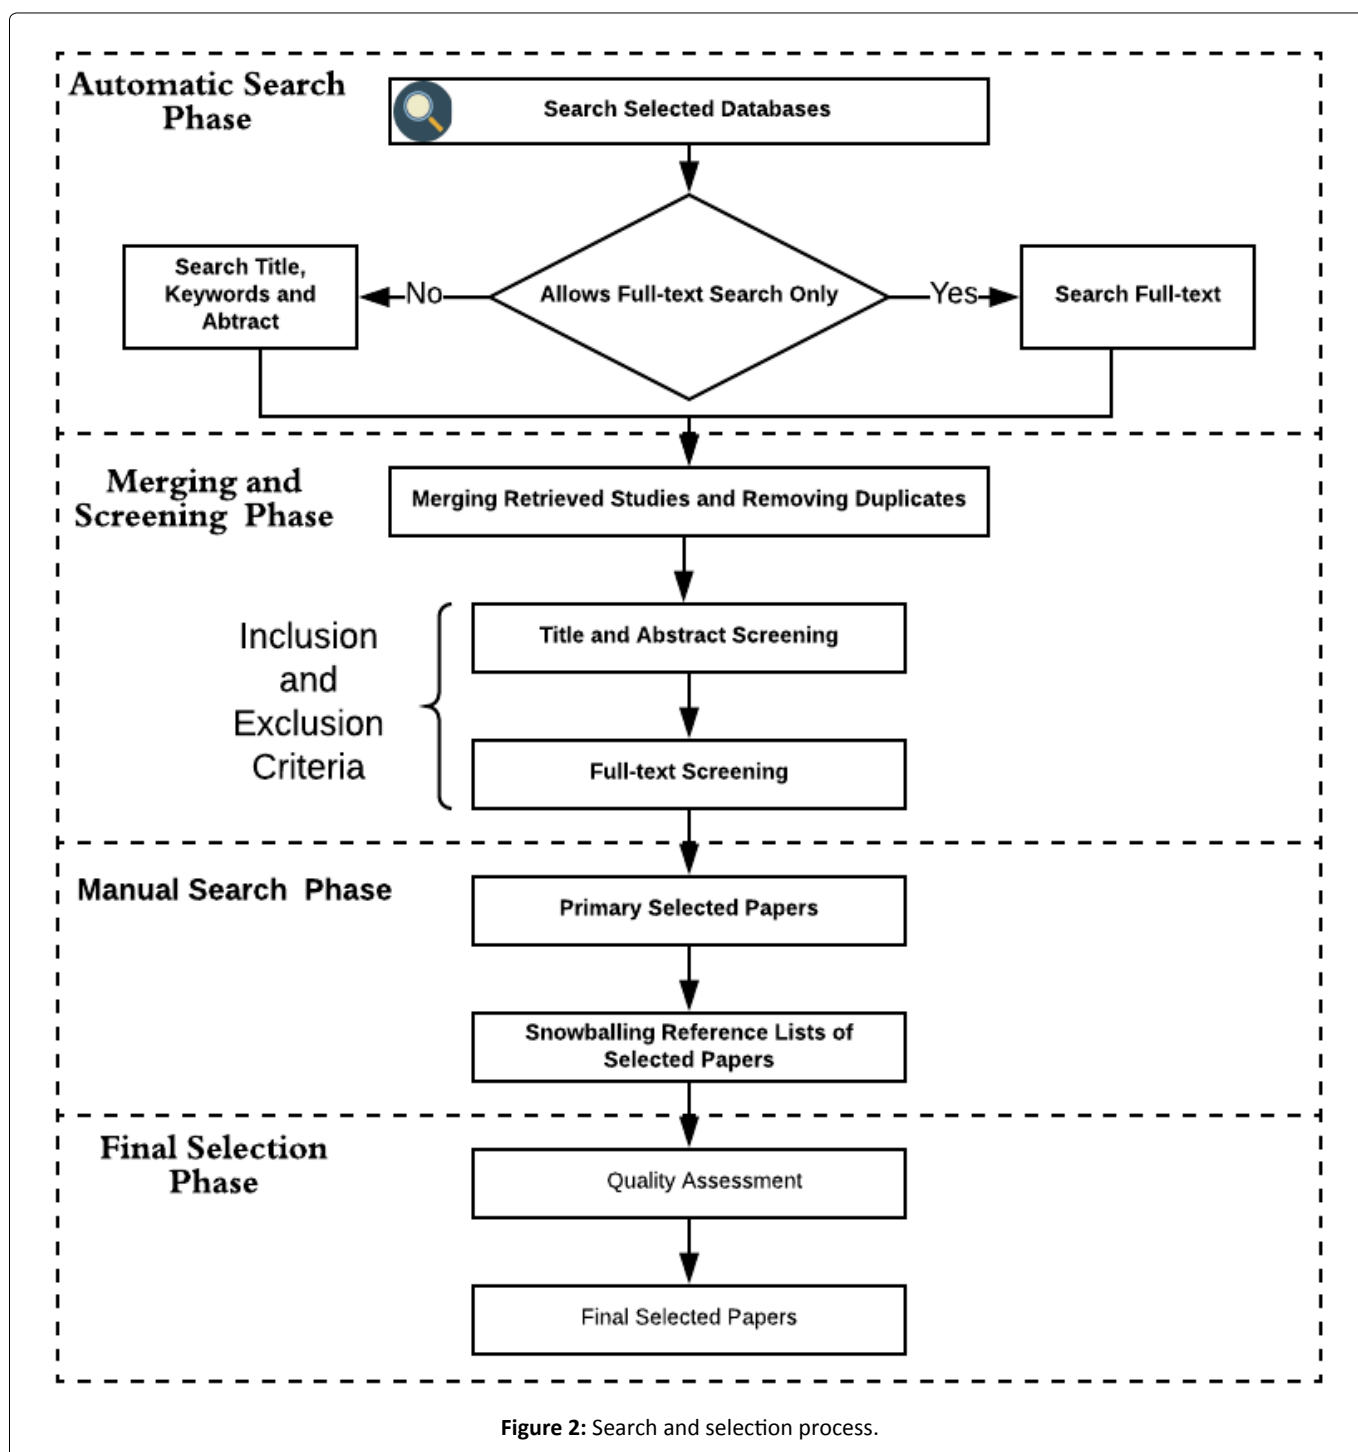 Automatic Search
Phase
Search Selected Databases
Search Title,
Keywords and
Abtract
No
Allows Full-text Search Only
Yes
Search Full-text
Merging and
Screening Phase
Merging Retrieved Studies and Removing Duplicates
Inclusion
and
Exclusion
Criteria
Title and Abstract Screening
Full-text Screening
Manual Search Phase
Primary Selected Papers
Snowballing Reference Lists of
Selected Papers
Final Selection
Phase
Quality Assessment
Final Selected Papers
Figure 2: Search and selection process.